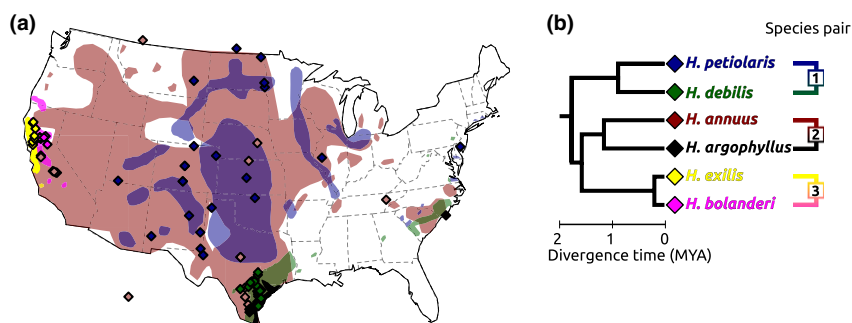 (a)
(b)
Species pair
H. petiolaris
1
H. debilis
H. annuus
2
H. argophyllus
H. exilis
3
H. bolanderi
2 1 0
Divergence time (MYA)